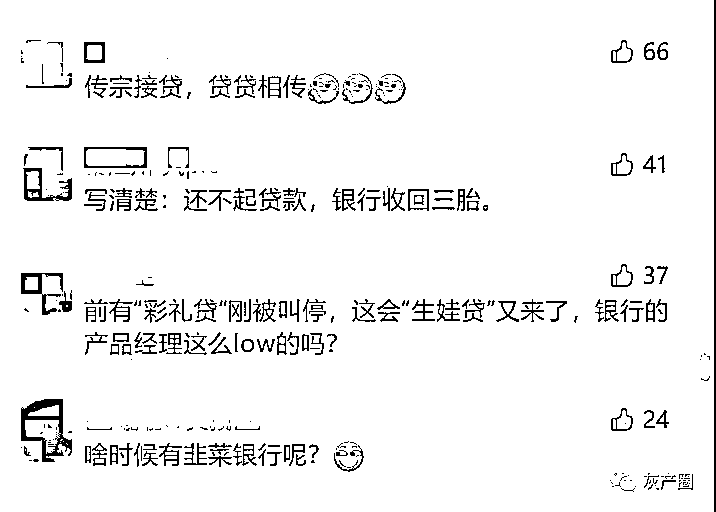 66
传宗接贷，贷贷相传
41
写清楚：还不起贷款，银行收回三胎。
37
前有“彩礼贷“刚被叫停，这会“生娃贷”又来了，银行的
产品经理这么low的吗？
24
啥时候有韭菜银行呢？
灰产圈